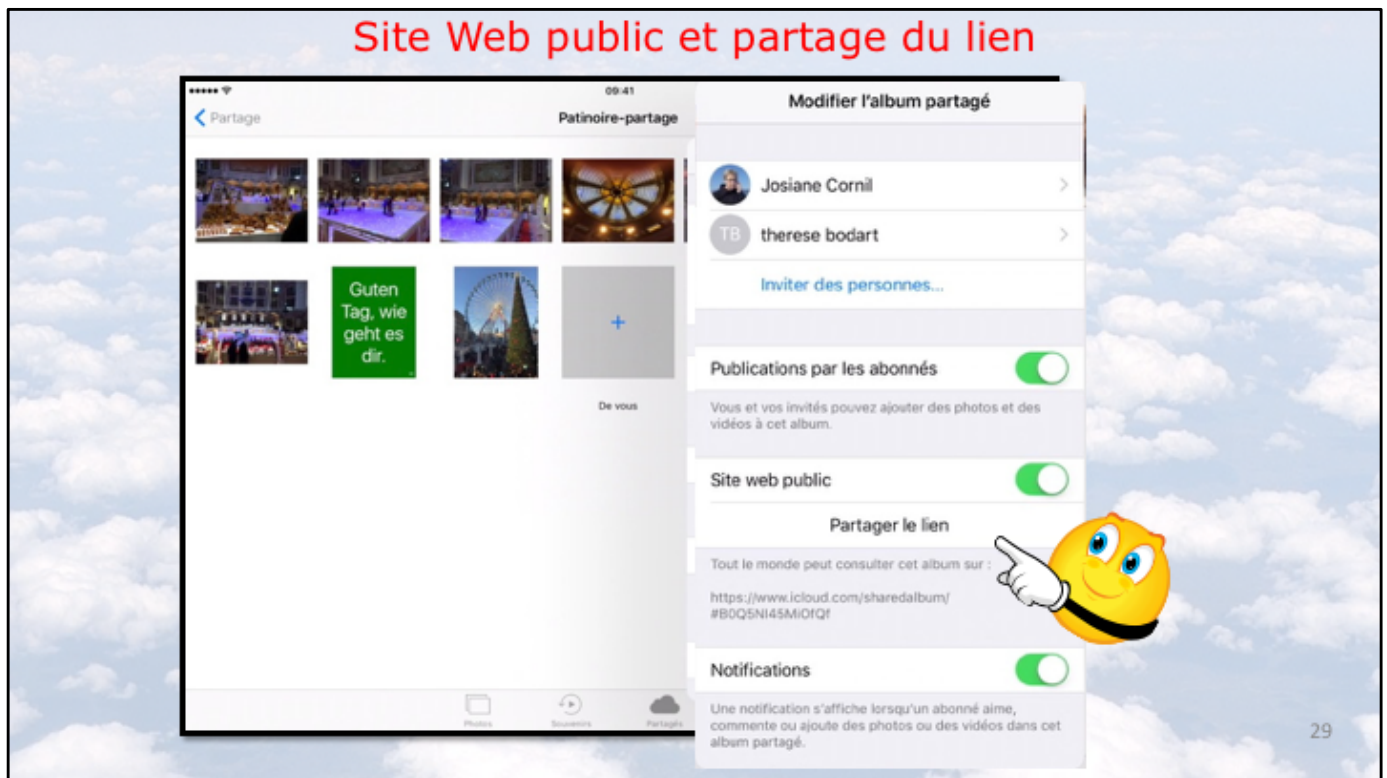 Site Web public et partage du lien
09:41
Partage
Patinoire-partage
Guten
Tag, wie
geht es
dir.
De vous
Photos
Souvenirs
Partagés
Modifier l'album partagé
Josiane Cornil
TB
therese bodart
Inviter des personnes...
Publications par les abonnés
Vous et vos invités pouvez ajouter des photos et des
vidéos à cet album.
Site web public
Partager le lien
Tout le monde peut consulter cet album sur :
https://www.icloud.com/sharedalbum/
#B0Q5NI45MiOfQf
Notifications
Une notification s'affiche lorsqu'un abonné aime,
commente ou ajoute des photos ou des vidéos dans cet
album partagé.
29